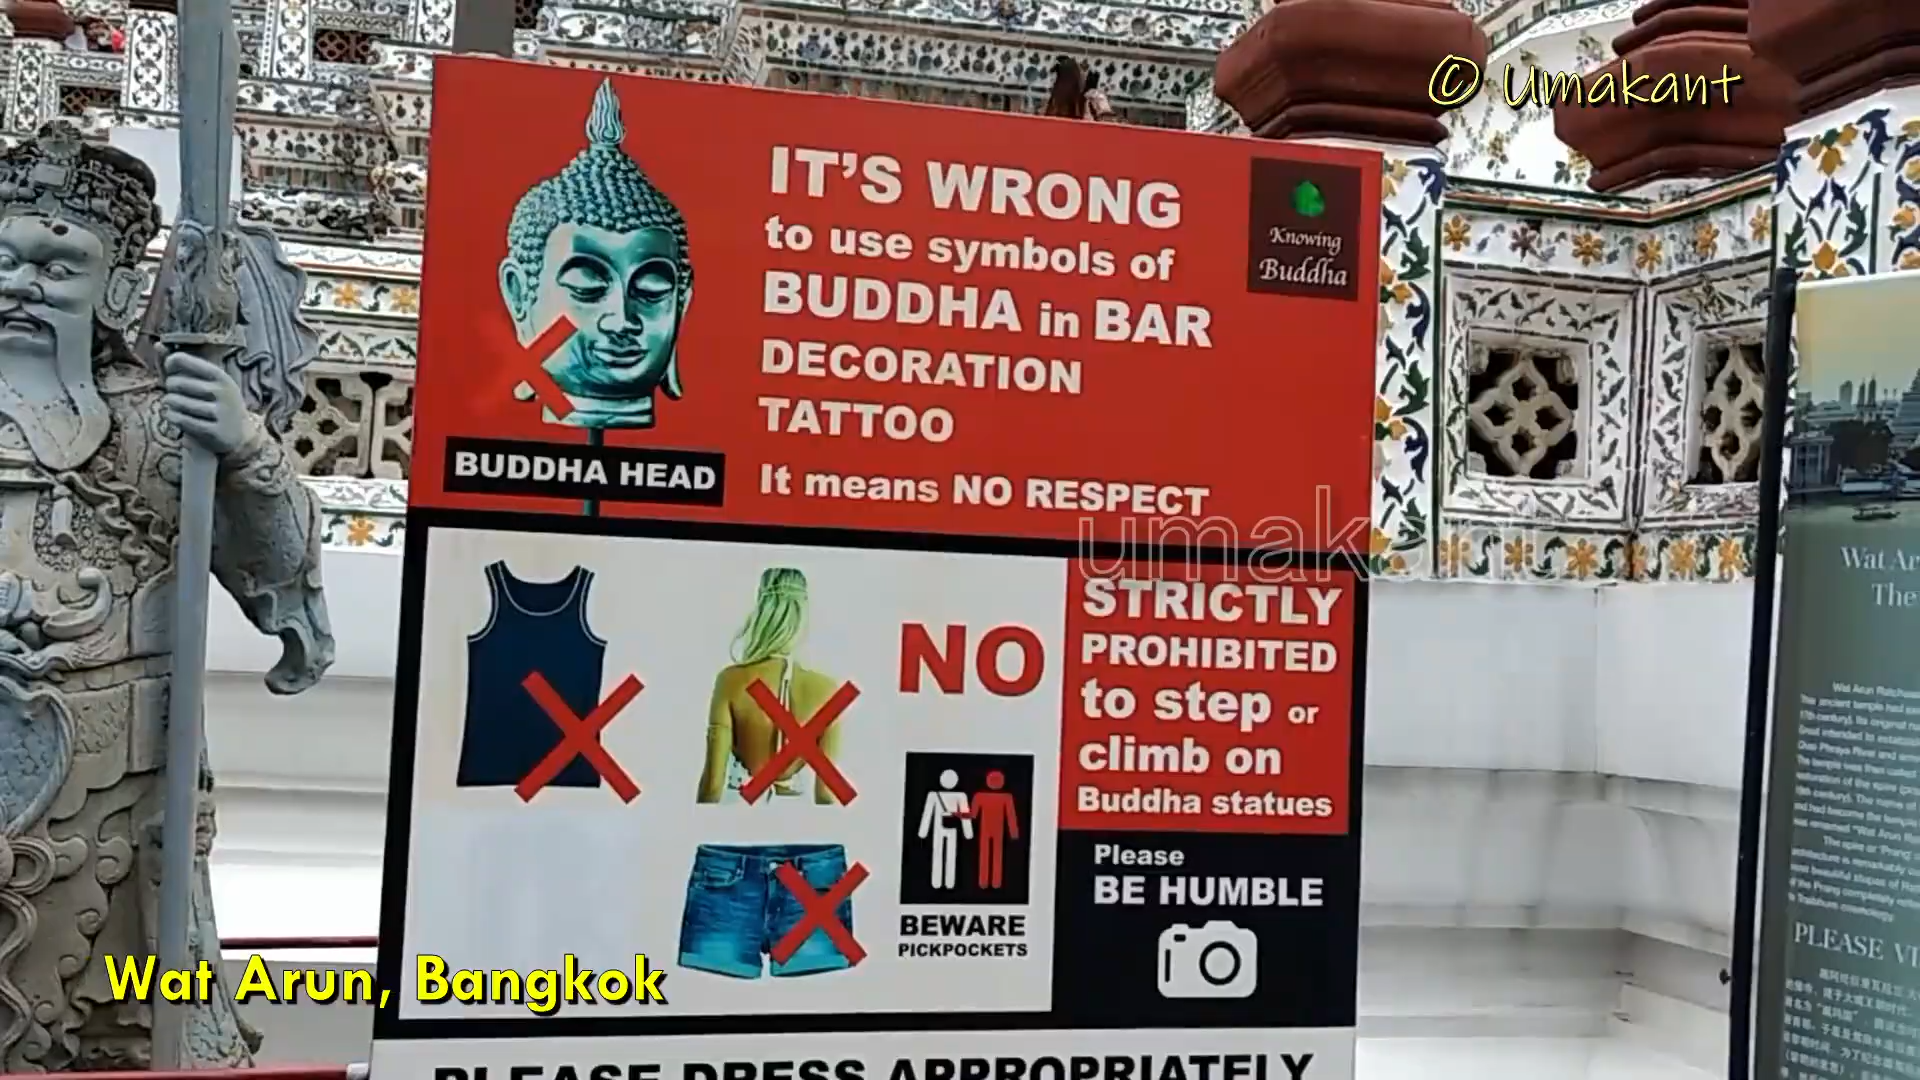 © Umakant
IT'S WRONG
to use symbols of
BUDDHA in BAR
DECORATION
TATTOO
It means NO RESPECT
Knowing
Buddha
BUDDHA HEAD
umakant
NO
BEWARE
PICKPOCKETS
STRICTLY
PROHIBITED
to step or
climb on
Buddha statues
Please
BE HUMBLE
PLEASE DRESS APPROPRIATELY
Wat Arun, Bangkok
Wat Ar
The
PLEASE VI